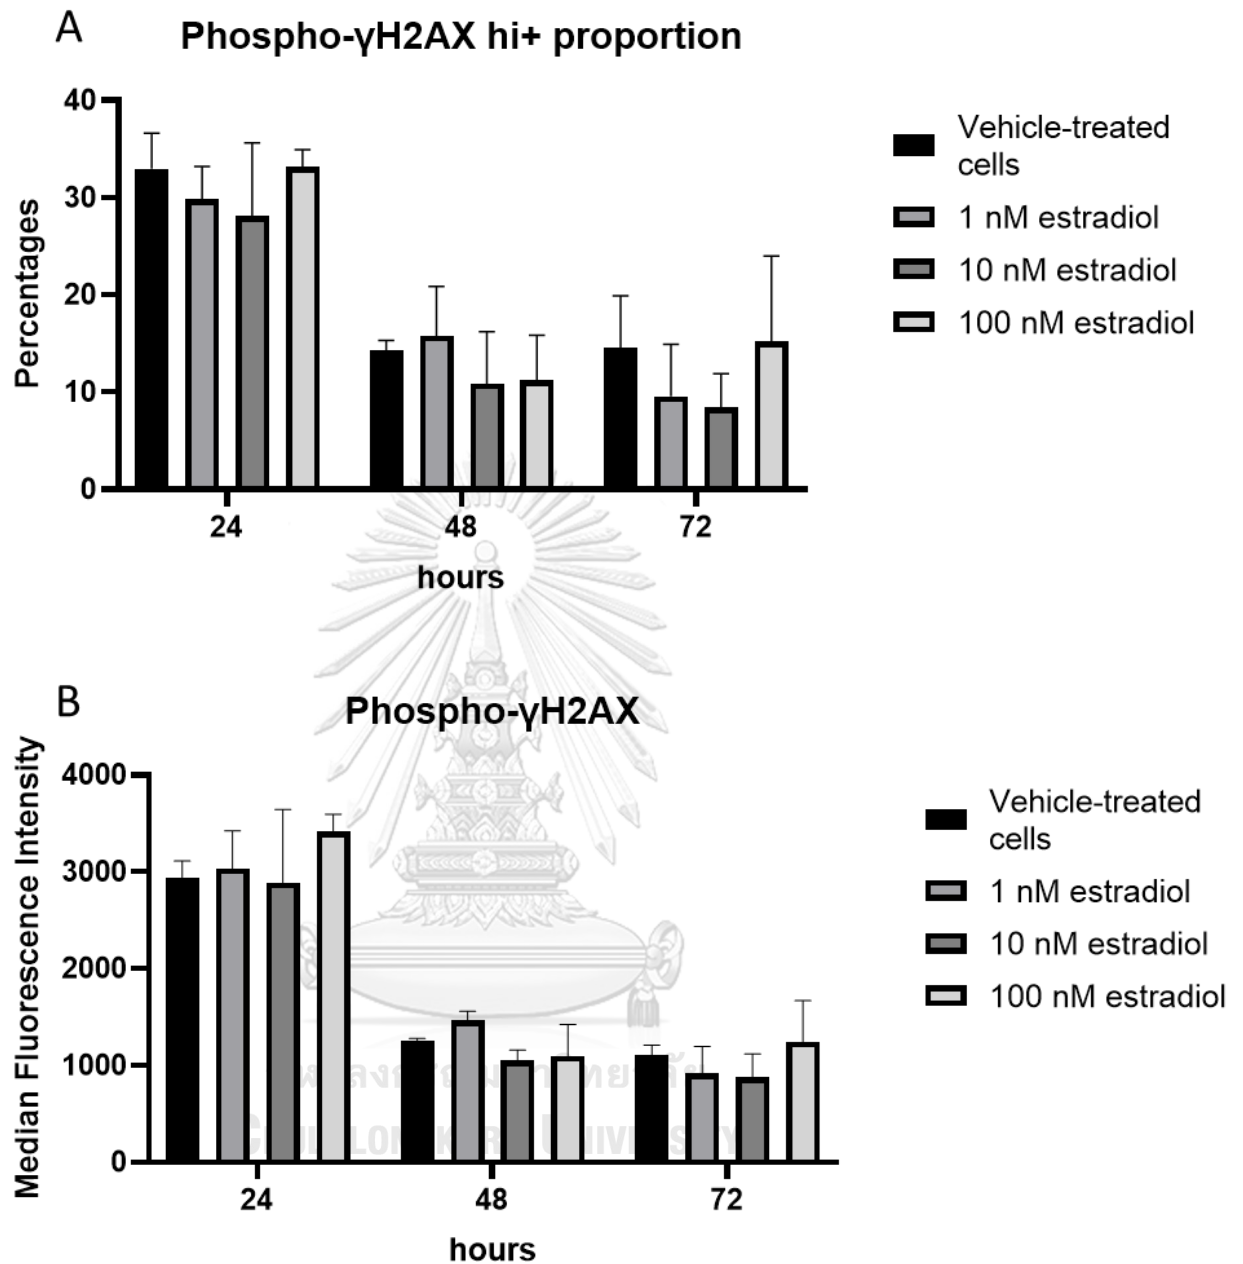 A
Phospho-γH2AX hi+ proportion
40
30
20
10
0
Percentages
24
48
72
hours
Vehicle-treated
cells
1 nM estradiol
10 nM estradiol
100 nM estradiol
B
Phospho-γH2AX
4000
3000
2000
1000
0
Median Fluorescence Intensity
24
48
72
hours
Vehicle-treated
cells
1 nM estradiol
10 nM estradiol
100 nM estradiol